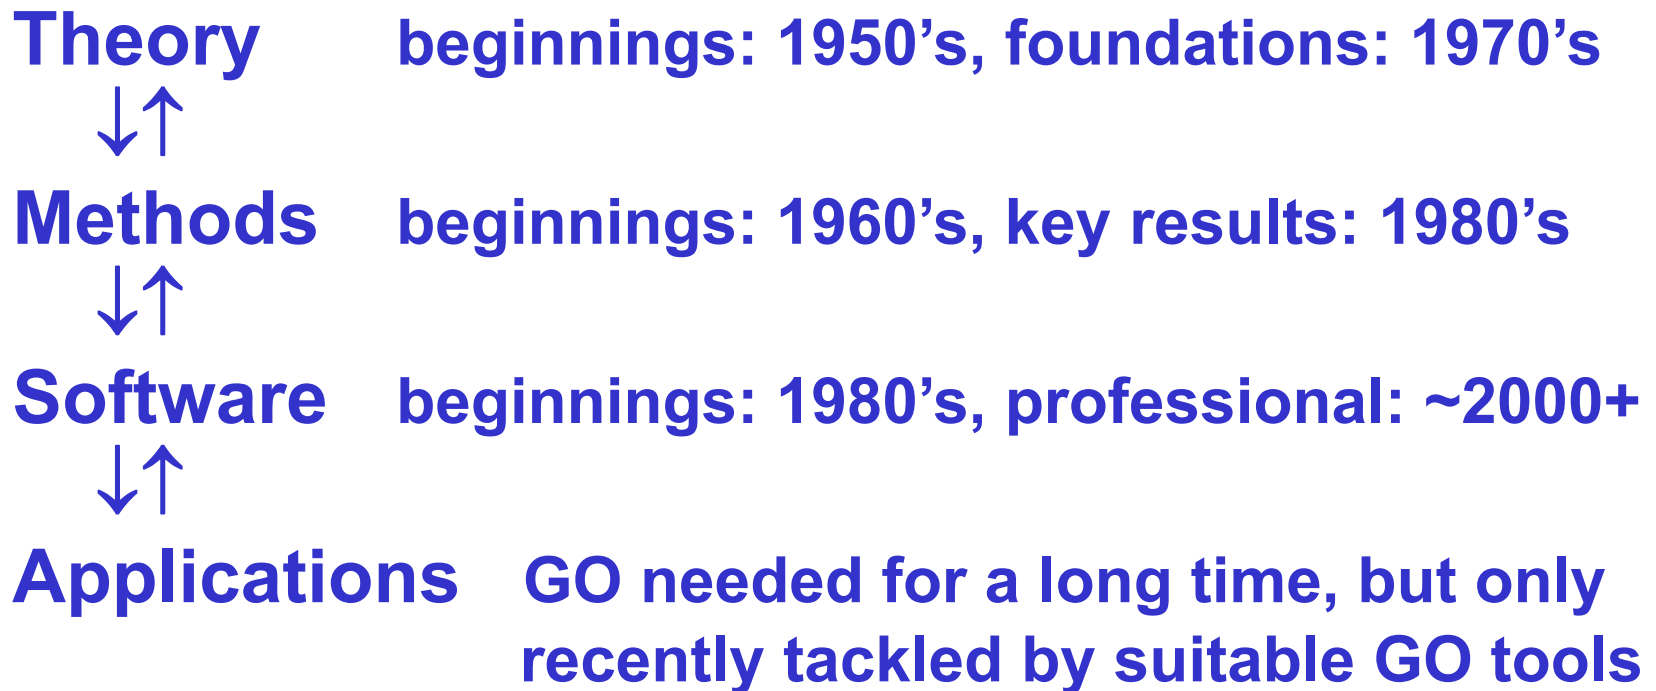 Theory beginnings: 1950’s, foundations: 1970’s
↓↑
Methods beginnings: 1960’s, key results: 1980’s
↓↑
Software beginnings: 1980’s, professional: ~2000+
↓↑
Applications GO needed for a long time, but only
recently tackled by suitable GO tools